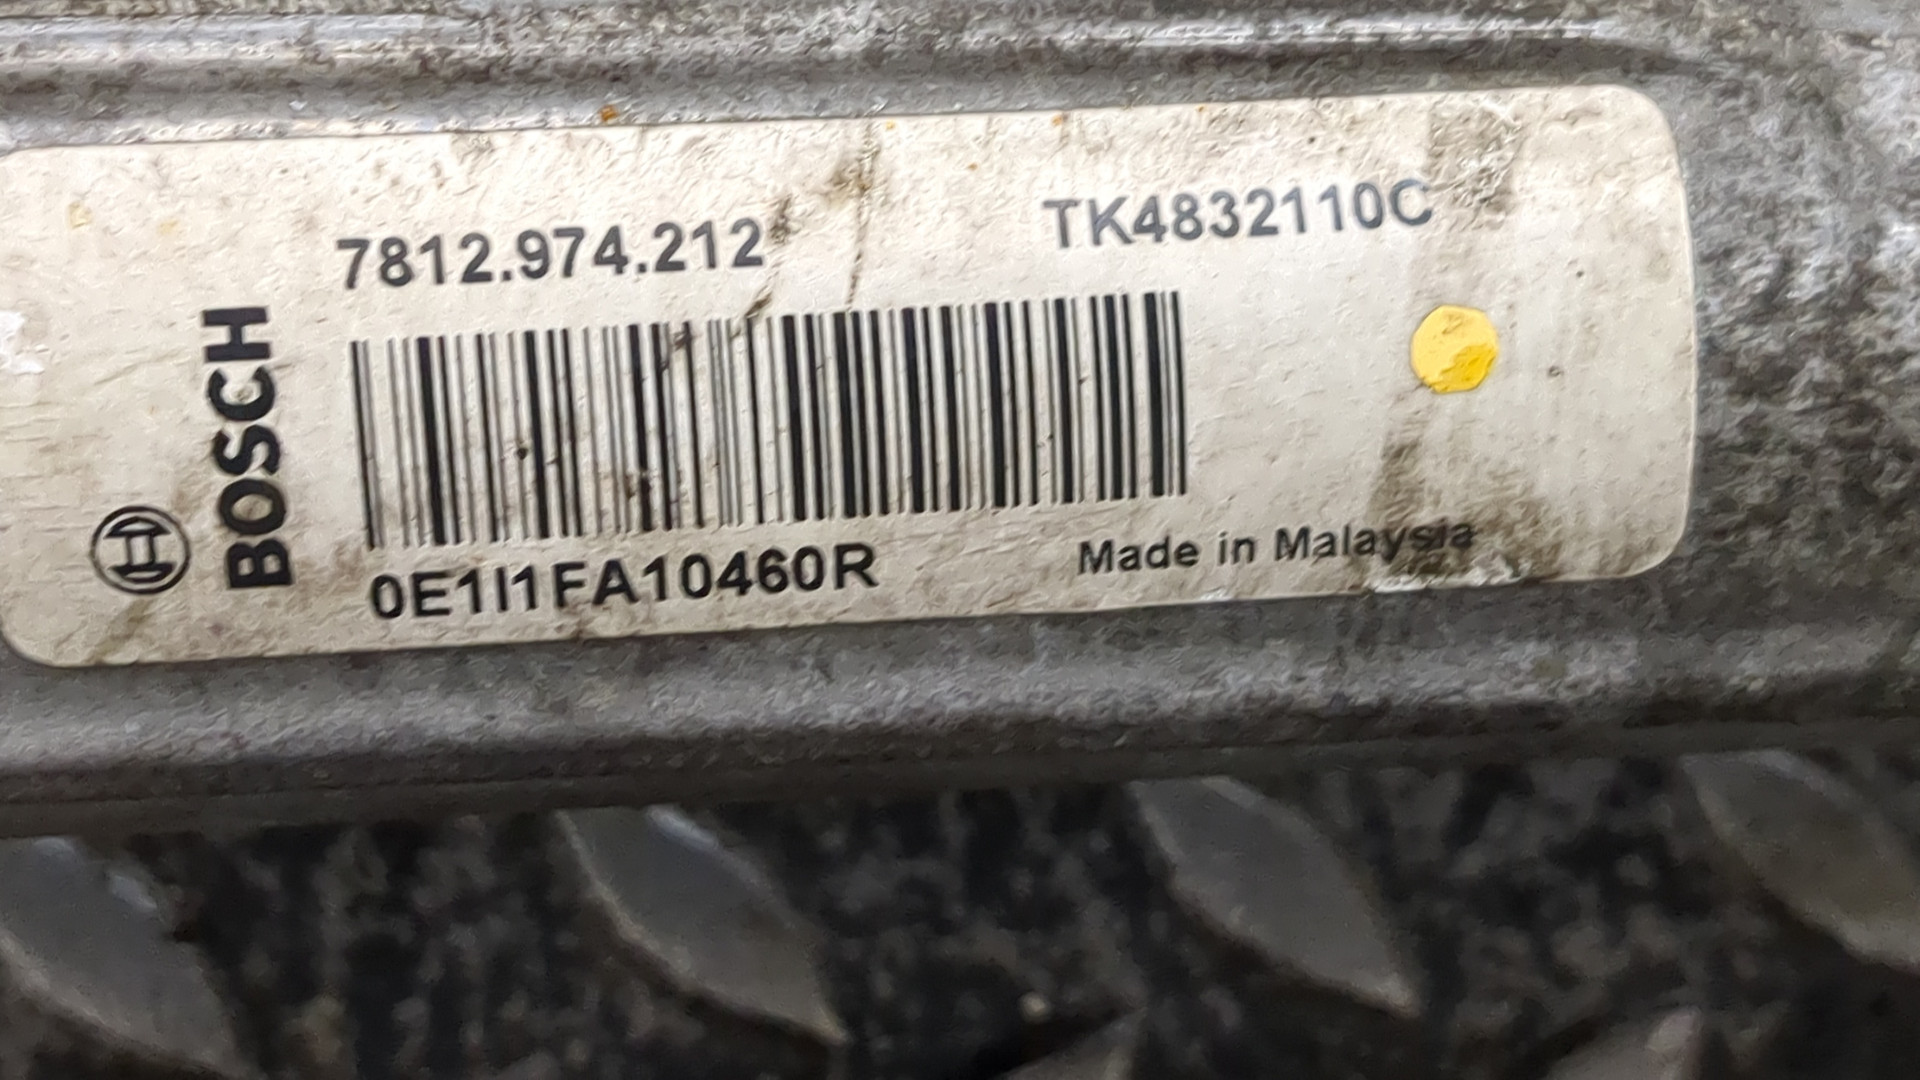 7812.974.212 TK4832110C
BOSCH
0E1I1FA10460R Made in Malaysia